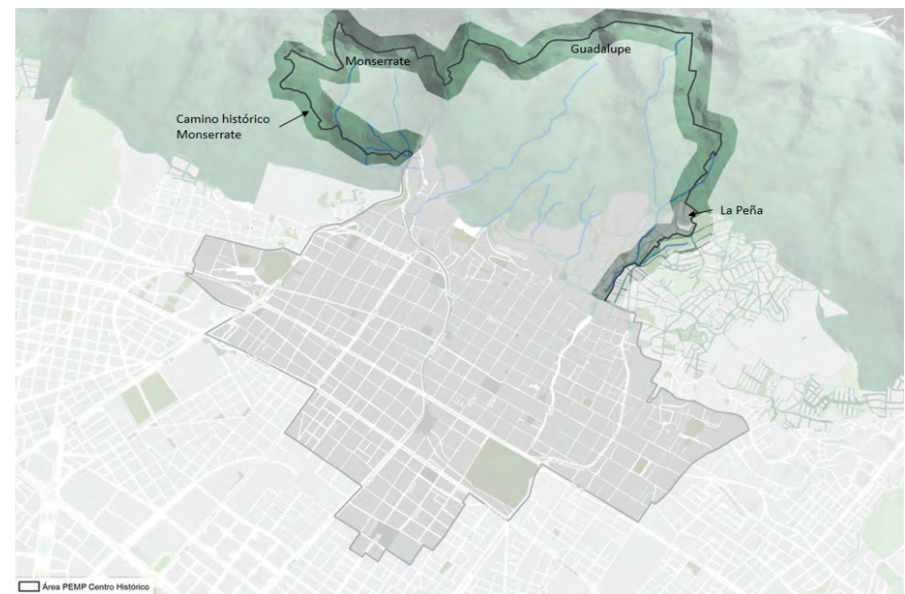 Monserrate
Guadalupe
Camino histórico
Monserrate
La Peña
Área PEMP Centro Histórico